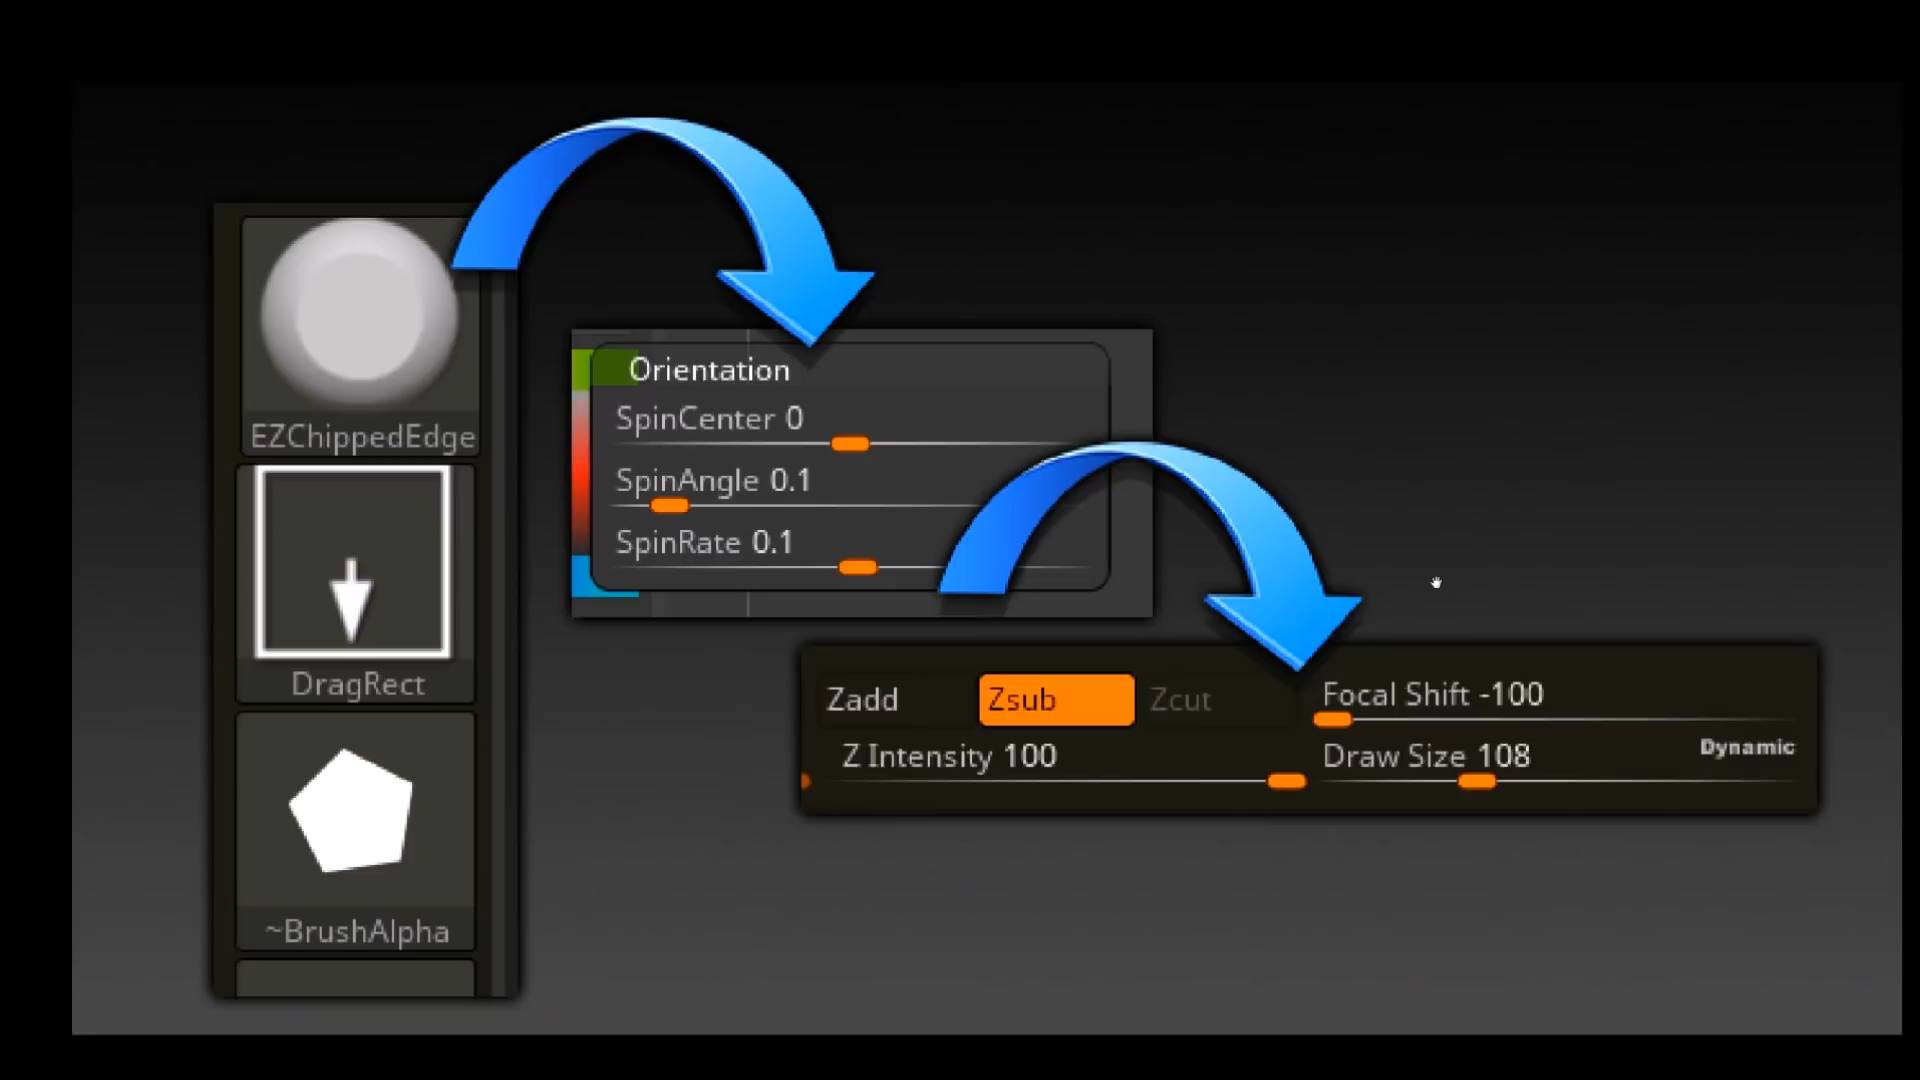 EZChippedEdge
DragRect
~BrushAlpha
Orientation
SpinCenter 0
SpinAngle 0.1
SpinRate 0.1
Zadd Zsub Zcut Focal Shift -100
Z Intensity 100 Draw Size 108 Dynamic